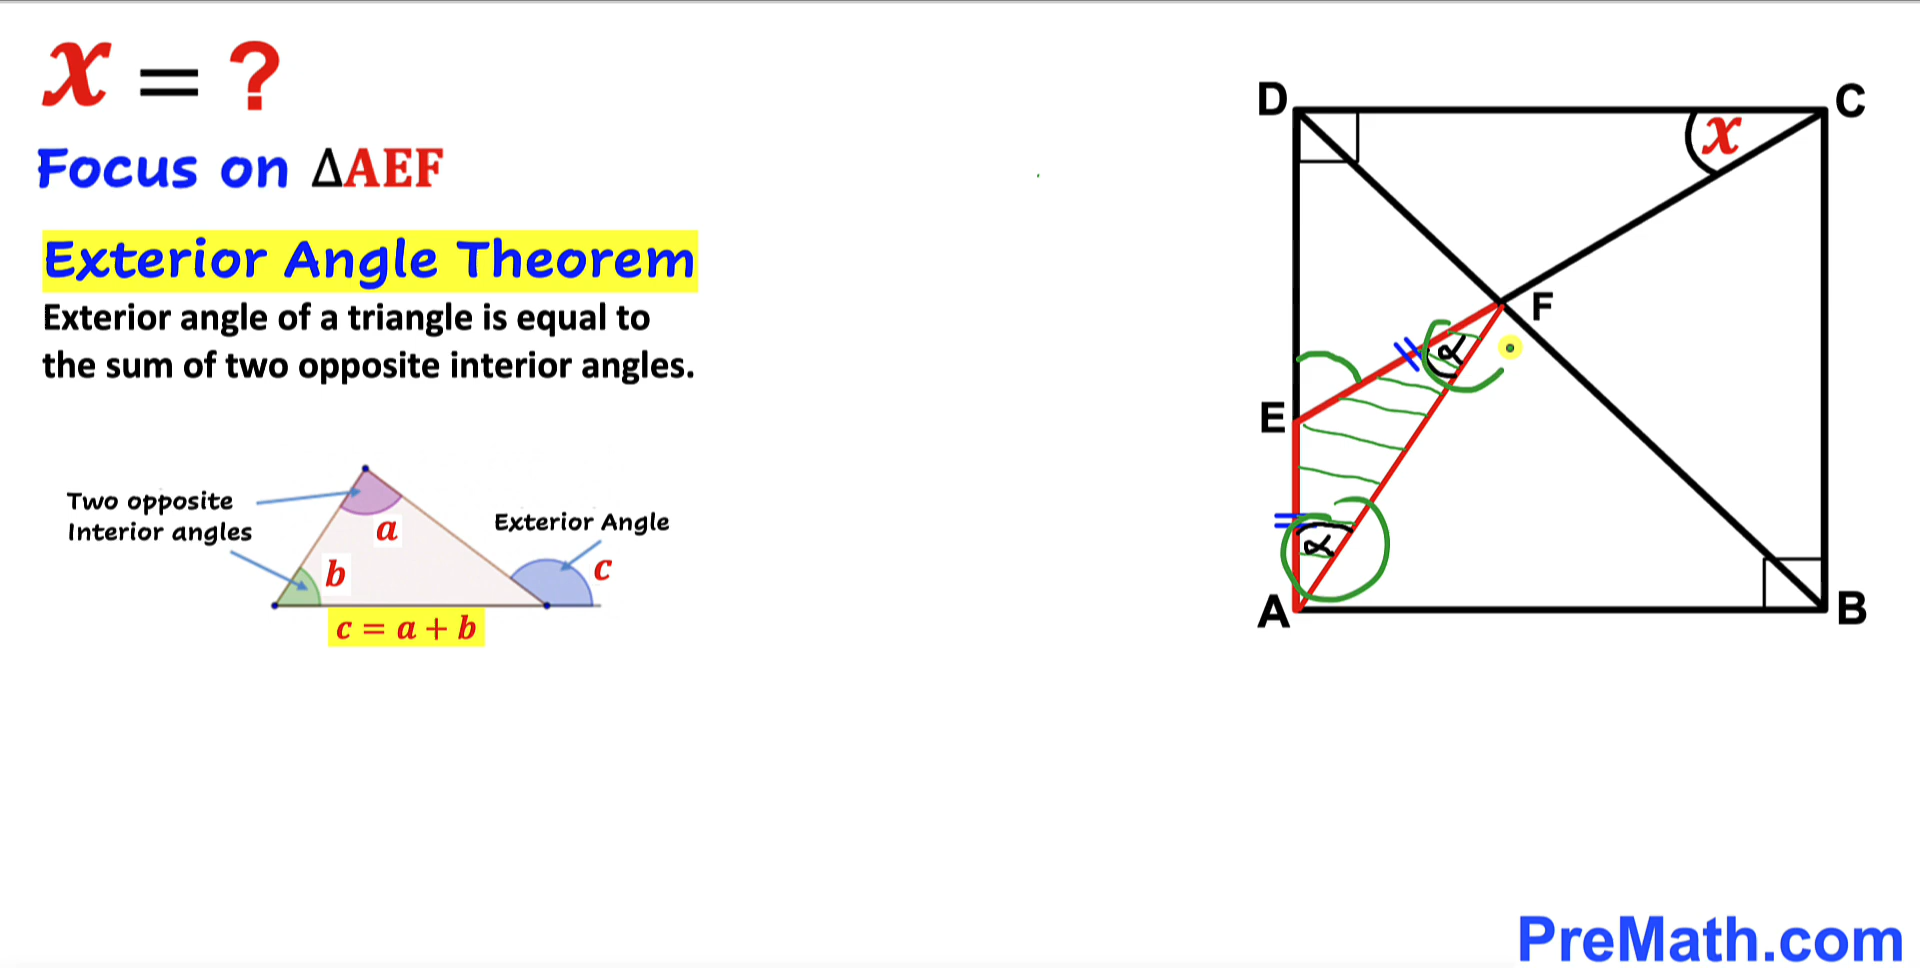 x = ?
Focus on ΔAEF
Exterior Angle Theorem
Exterior angle of a triangle is equal to
the sum of two opposite interior angles.
Two opposite
Interior angles
a
b
Exterior Angle
c
c = a + b
D
C
x
F
α
E
α
A
B
PreMath.com